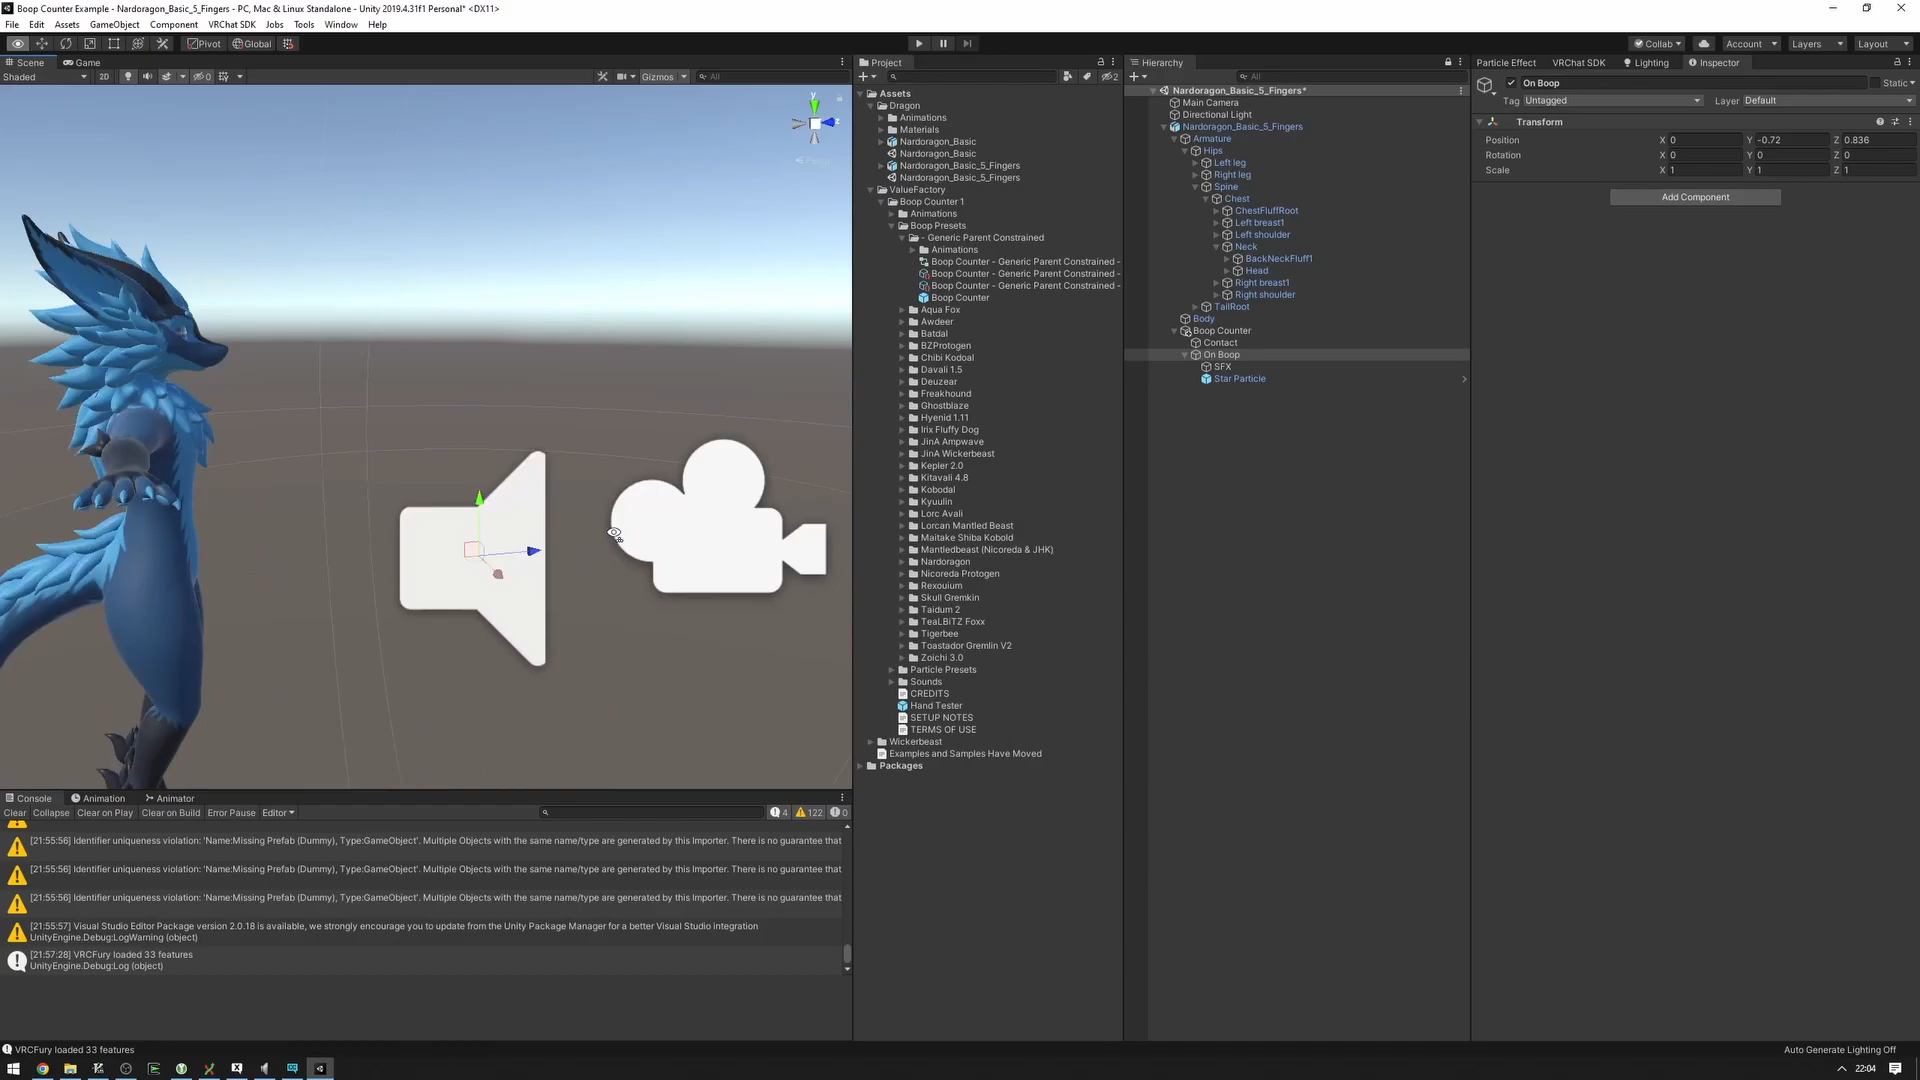 Boop Counter Example - Nardoragon_Basic_5_Fingers - PC, Mac & Linux Standalone - Unity 2019.4.31f1 Personal* <DX11>
File Edit Assets GameObject Component VRChat SDK Jobs Tools Window Help
Pivot Global Collab Account Layers Layout
Scene Game
Shaded 2D 0 Gizmos All
Project
2
Assets
Dragon
Animations
Materials
Nardoragon_Basic
Nardoragon_Basic
Nardoragon_Basic_5_Fingers
Nardoragon_Basic_5_Fingers
ValueFactory
Boop Counter 1
Animations
Boop Presets
- Generic Parent Constrained
Animations
Boop Counter - Generic Parent Constrained -
Boop Counter - Generic Parent Constrained -
Boop Counter - Generic Parent Constrained -
Boop Counter
Aqua Fox
Awdeer
Batdal
BZProtogen
Chibi Kodoal
Davali 1.5
Deuzear
Freakhound
Ghostblaze
Hyenid 1.11
Irix Fluffy Dog
JinA Ampwave
JinA Wickerbeast
Kepler 2.0
Kitavali 4.8
Kobodal
Kyuulin
Lorc Avali
Lorcan Mantled Beast
Maitake Shiba Kobold
Mantledbeast (Nicoreda & JHK)
Nardoragon
Nicoreda Protogen
Rexouium
Skull Gremkin
Taidum 2
TeaLBiTZ Foxx
Tigerbee
Toastador Gremlin V2
Zoichi 3.0
Particle Presets
Sounds
CREDITS
Hand Tester
SETUP NOTES
TERMS OF USE
Wickerbeast
Examples and Samples Have Moved
Packages
Hierarchy
All
Nardoragon_Basic_5_Fingers*
Main Camera
Directional Light
Nardoragon_Basic_5_Fingers
Armature
Hips
Left leg
Right leg
Spine
Chest
ChestFluffRoot
Left breast1
Left shoulder
Neck
BackNeckFluff1
Head
Right breast1
Right shoulder
TailRoot
Body
Boop Counter
Contact
On Boop
SFX
Star Particle
Particle Effect VRChat SDK Lighting Inspector
On Boop Static
Tag Untagged Layer Default
Transform
Position X 0 Y -0.72 Z 0.836
Rotation X 0 Y 0 Z 0
Scale X 1 Y 1 Z 1
Add Component
y
Console Animation Animator
Clear Collapse Clear on Play Clear on Build Error Pause Editor 4 122 0
[21:55:56] Identifier uniqueness violation: 'Name:Missing Prefab (Dummy), Type:GameObject'. Multiple Objects with the same name/type are generated by this Importer. There is no guarantee that
[21:55:56] Identifier uniqueness violation: 'Name:Missing Prefab (Dummy), Type:GameObject'. Multiple Objects with the same name/type are generated by this Importer. There is no guarantee that
[21:55:56] Identifier uniqueness violation: 'Name:Missing Prefab (Dummy), Type:GameObject'. Multiple Objects with the same name/type are generated by this Importer. There is no guarantee that
[21:55:57] Visual Studio Editor Package version 2.0.18 is available, we strongly encourage you to update from the Unity Package Manager for a better Visual Studio integration
UnityEngine.Debug:LogWarning (object)
[21:57:28] VRCFury loaded 33 features
UnityEngine.Debug:Log (object)
VRCFury loaded 33 features
Auto Generate Lighting Off
22:04